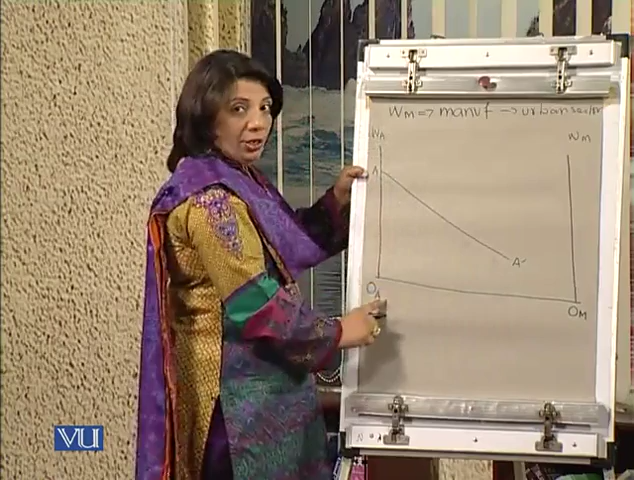 WM => manuf → urban sector
WA WM
A
A'
OA
OM
VU